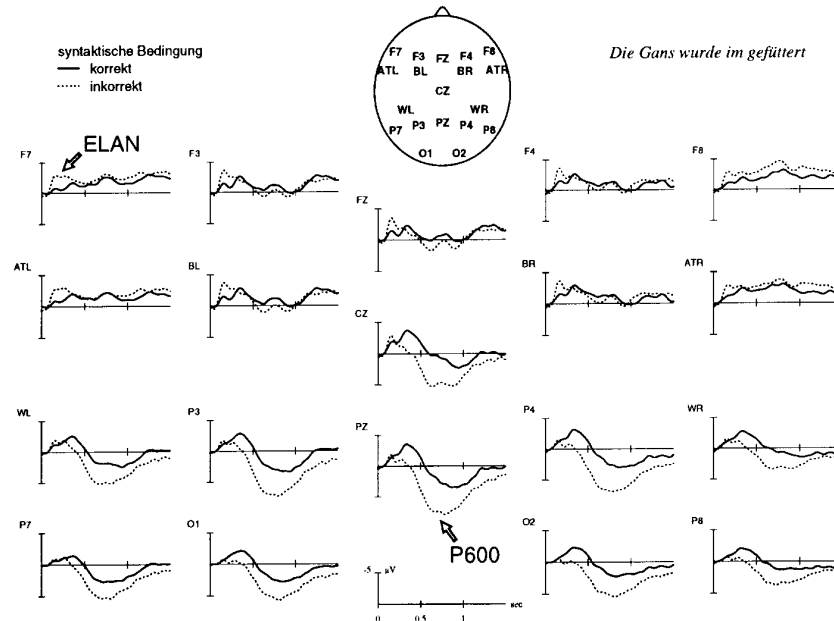 syntaktische Bedingung
korrekt
inkorrekt
F7 F3 FZ F4 F8
ATL BL BR ATR
CZ
WL WR
P7 P3 PZ P4 P8
O1 O2
Die Gans wurde im gefüttert
F7 ELAN F3 FZ F4 F8
ATL BL CZ BR ATR
WL P3 PZ P4 WR
P7 O1 P600 O2 P8
-5 µV
0 0.5 1 sec